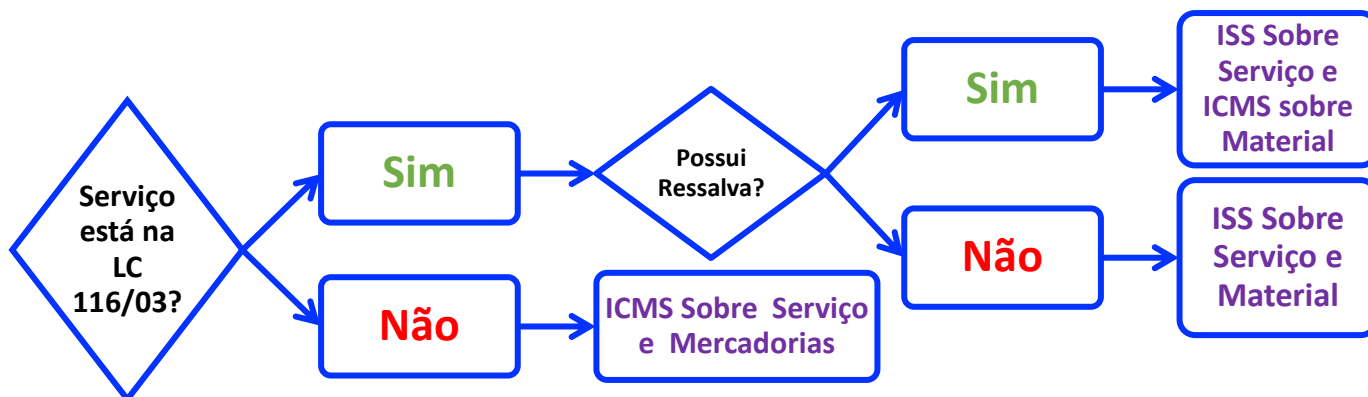 Serviço
está na
LC
116/03?
Sim
Não
Possui
Ressalva?
ICMS Sobre Serviço
e Mercadorias
Sim
Não
ISS Sobre
Serviço e
ICMS sobre
Material
ISS Sobre
Serviço e
Material